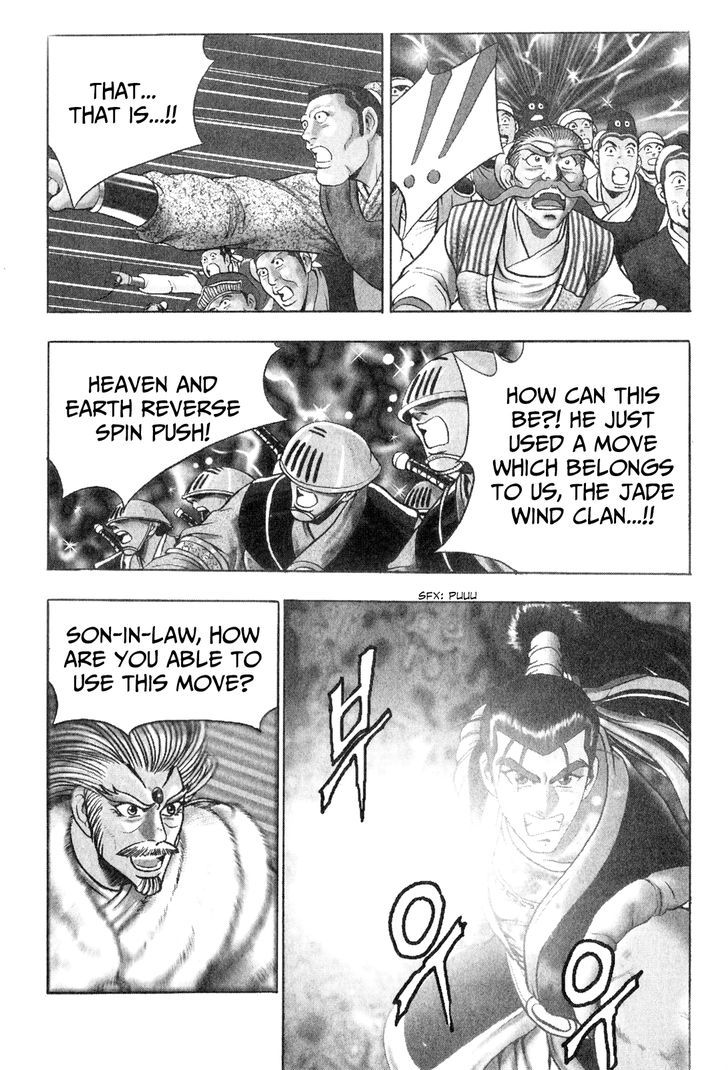 THAT...
THAT IS...!!
!!
HEAVEN AND
EARTH REVERSE
SPIN PUSH!
HOW CAN THIS
BE?! HE JUST
USED A MOVE
WHICH BELONGS
TO US, THE JADE
WIND CLAN...!!
SON-IN-LAW, HOW
ARE YOU ABLE TO
USE THIS MOVE?
SFX: PUUU
부
우
우